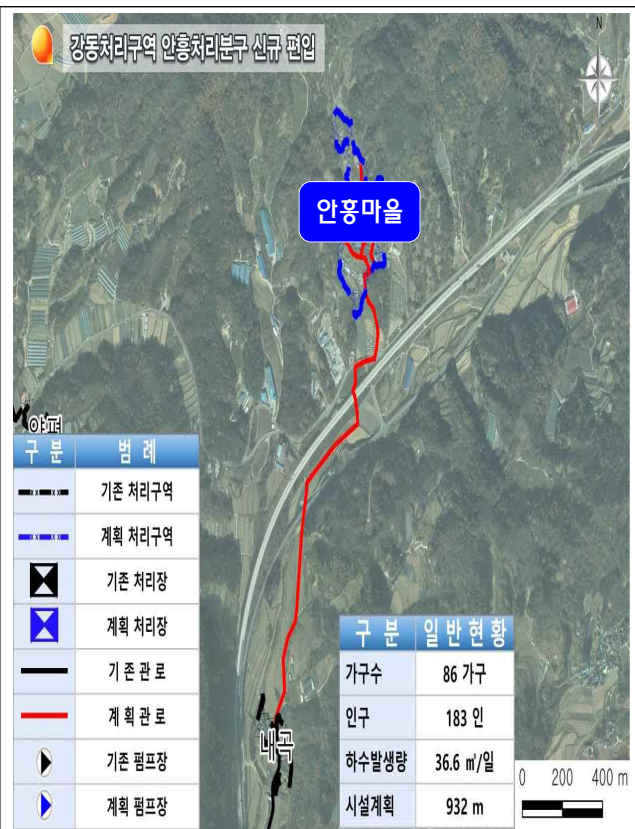 강동처리구역 안흥처리분구 신규 편입
N
안흥마을
양평
구 분 범 례
기존 처리구역
계획 처리구역
기존 처리장
계획 처리장
기 존 관 로
계 획 관 로
기존 펌프장
계획 펌프장
내곡
구 분 일 반 현 황
가구수 86 가구
인구 183 인
하수발생량 36.6 ㎥/일
시설계획 932 m
0 200 400 m